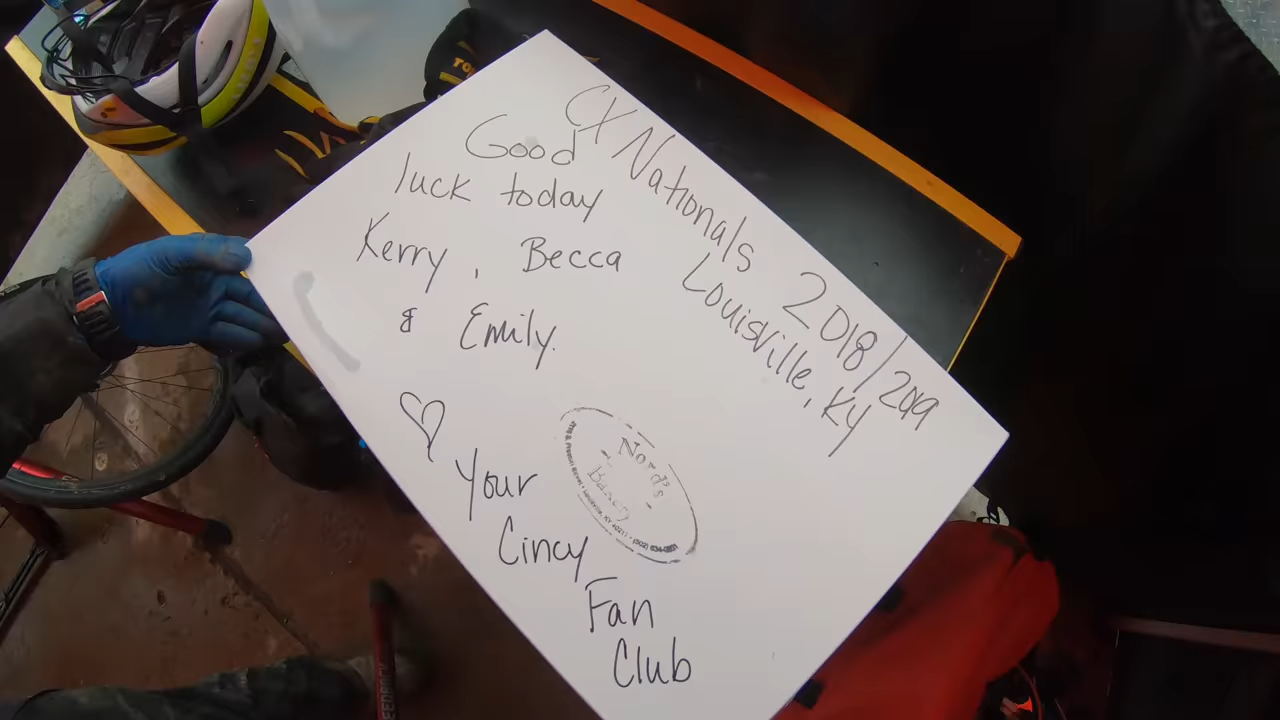 CX Nationals 2018/2019
Louisville, KY
Good
luck today
Kerry, Becca
& Emily.
♡ Your
Cincy
Fan
Club
Nord's
Bakery